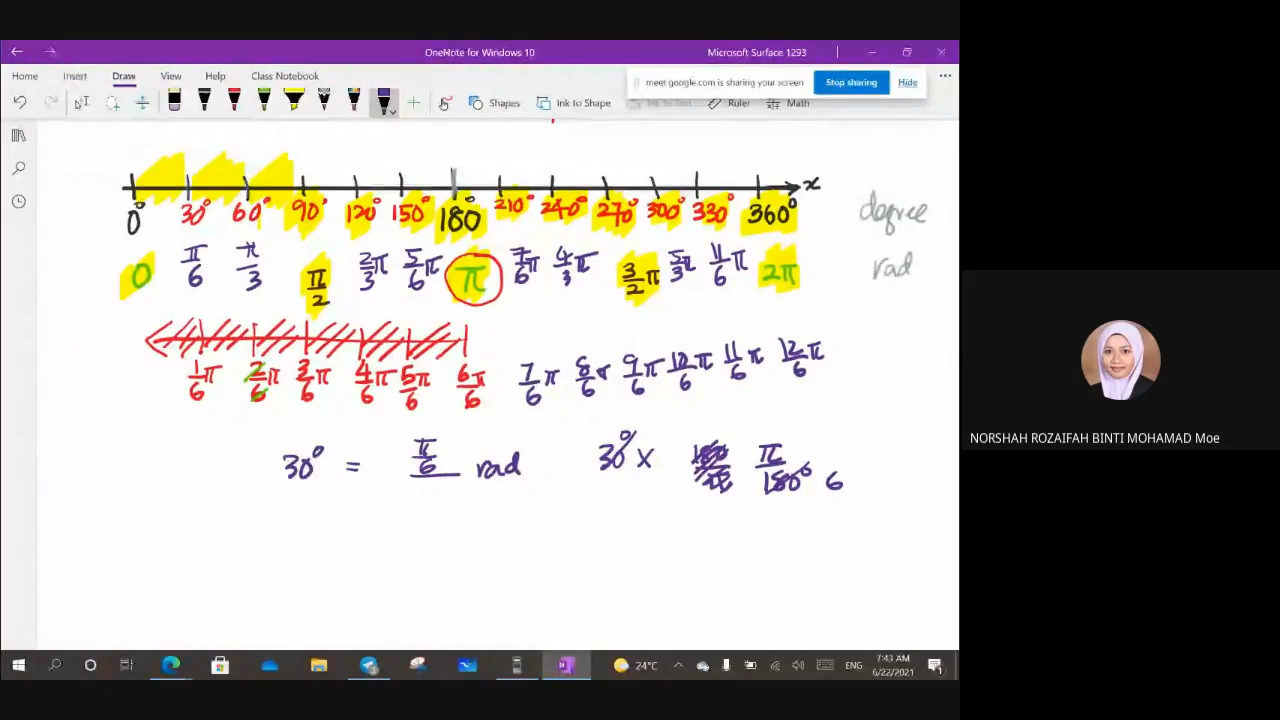 OneNote for Windows 10
Microsoft Surface 1293
Home Insert Draw View Help Class Notebook
meet.google.com is sharing your screen Stop sharing Hide
Shapes Ink to Shape Ink to Text Ruler Math
x
0° 30° 60° 90° 120° 150° 180° 210° 240° 270° 300° 330° 360° degree
0 π/6 π/3 π/2 2/3π 5/6π π 7/6π 4/3π 3/2π 5/3π 11/6π 2π rad
1/6π 2/6π 3/6π 4/6π 5/6π 6/6π 7/6π 8/6π 9/6π 10/6π 11/6π 12/6π
30° = π/6 rad 30° x π/180° 6
NORSHAH ROZAIFAH BINTI MOHAMAD Moe
24°C ENG 7:43 AM
6/22/2021